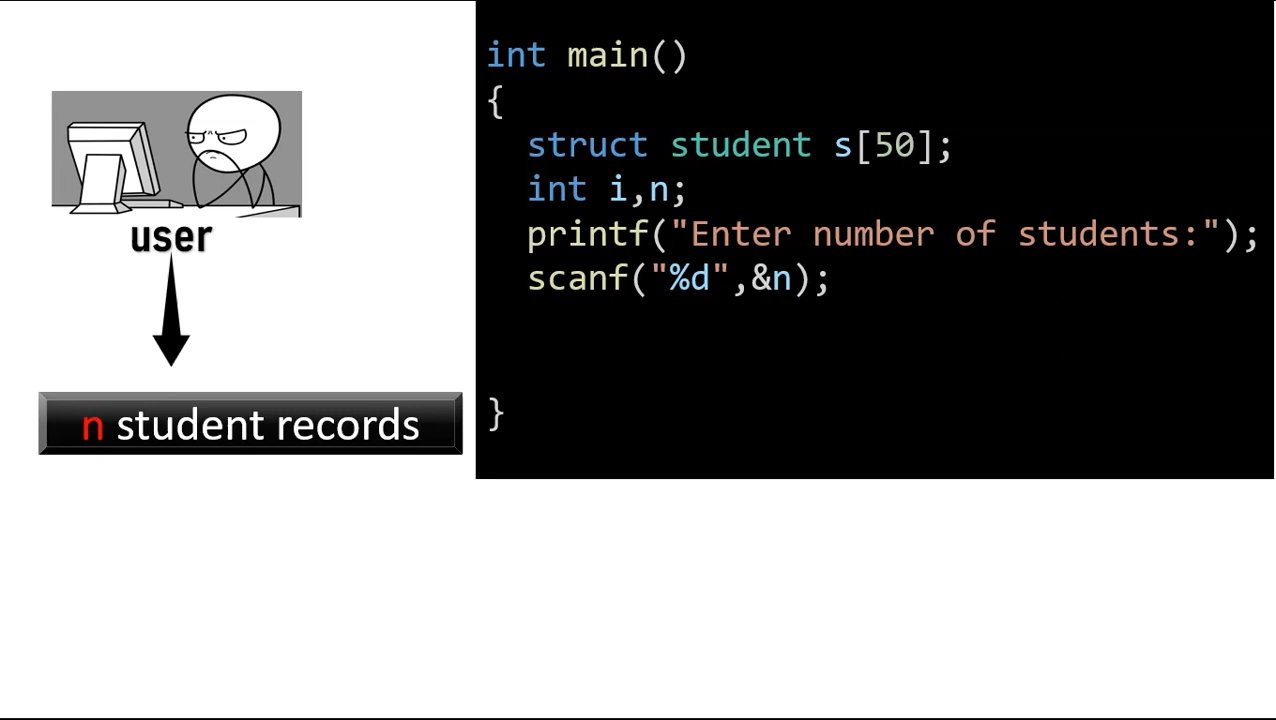 user
n student records
int main()
{
struct student s[50];
int i,n;
printf("Enter number of students:");
scanf("%d",&n);
}